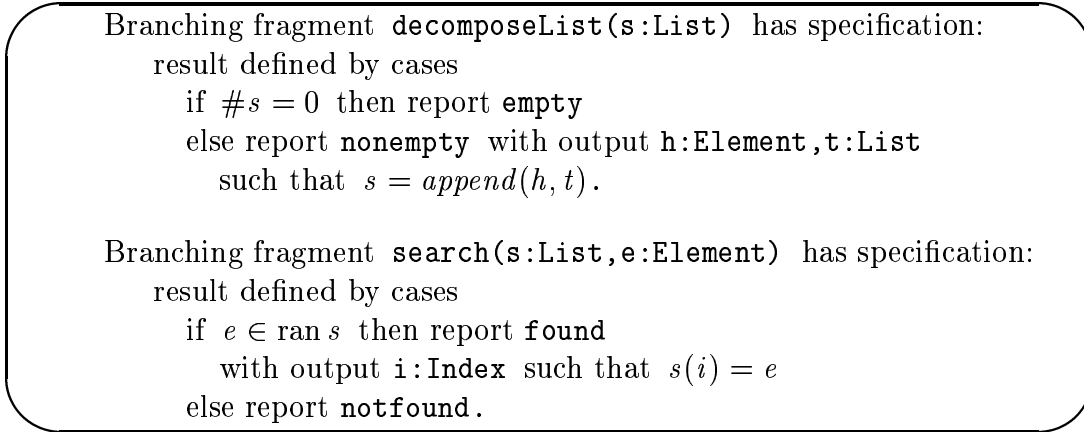 Branching fragment decomposeList(s:List) has specification:
result defined by cases
if #s = 0 then report empty
else report nonempty with output h:Element,t:List
such that s = append(h, t).
Branching fragment search(s:List,e:Element) has specification:
result defined by cases
if e ∈ ran s then report found
with output i:Index such that s(i) = e
else report notfound.